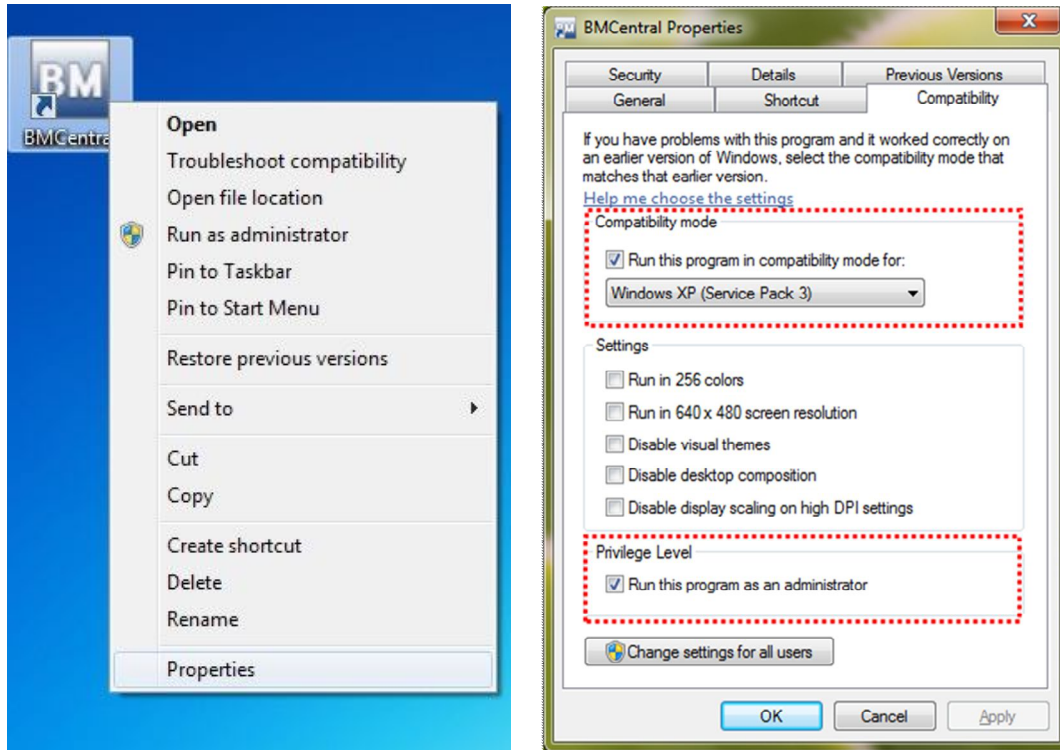 BM
BMCentra
Open
Troubleshoot compatibility
Open file location
Run as administrator
Pin to Taskbar
Pin to Start Menu
Restore previous versions
Send to
Cut
Copy
Create shortcut
Delete
Rename
Properties
BMCentral Properties
Security Details Previous Versions
General Shortcut Compatibility
If you have problems with this program and it worked correctly on
an earlier version of Windows, select the compatibility mode that
matches that earlier version.
Help me choose the settings
Compatibility mode
Run this program in compatibility mode for:
Windows XP (Service Pack 3)
Settings
Run in 256 colors
Run in 640 x 480 screen resolution
Disable visual themes
Disable desktop composition
Disable display scaling on high DPI settings
Privilege Level
Run this program as an administrator
Change settings for all users
OK Cancel Apply